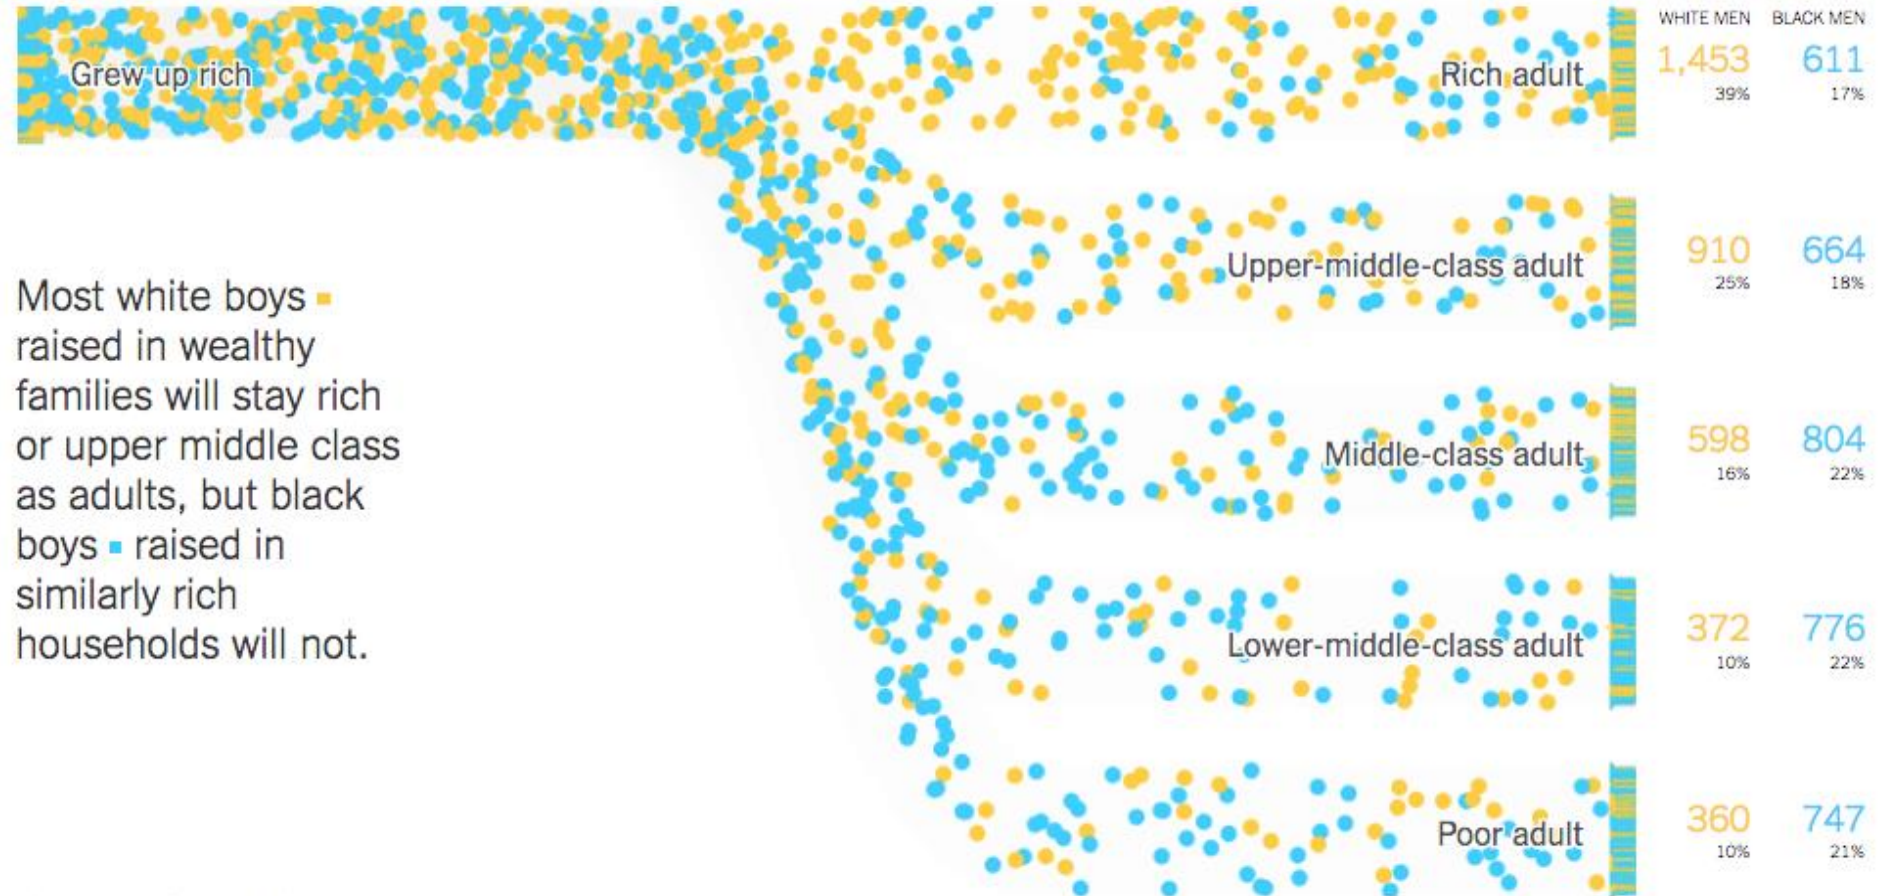 WHITE MEN BLACK MEN
Grew up rich
Rich adult
1,453 611
39% 17%
Upper-middle-class adult
910 664
25% 18%
Most white boys
raised in wealthy
families will stay rich
or upper middle class
as adults, but black
boys raised in
similarly rich
households will not.
Middle-class adult
598 804
16% 22%
Lower-middle-class adult
372 776
10% 22%
Poor adult
360 747
10% 21%